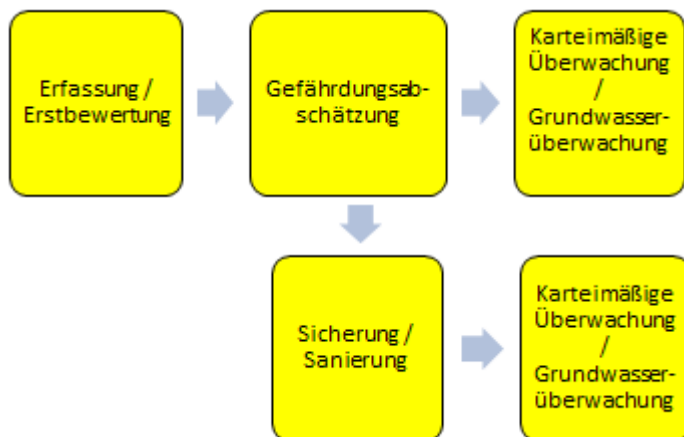 Erfassung /
Erstbewertung
Gefährdungsab-
schätzung
Karteimäßige
Überwachung
/
Grundwasser-
überwachung
Sicherung /
Sanierung
Karteimäßige
Überwachung
/
Grundwasser-
überwachung